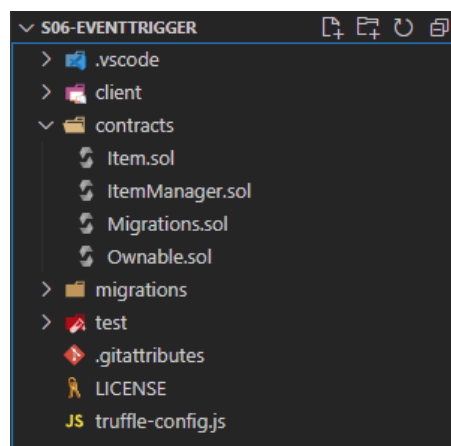 S06-EVENTTRIGGER
.vscode
client
contracts
Item.sol
ItemManager.sol
Migrations.sol
Ownable.sol
migrations
test
.gitattributes
LICENSE
JS truffle-config.js